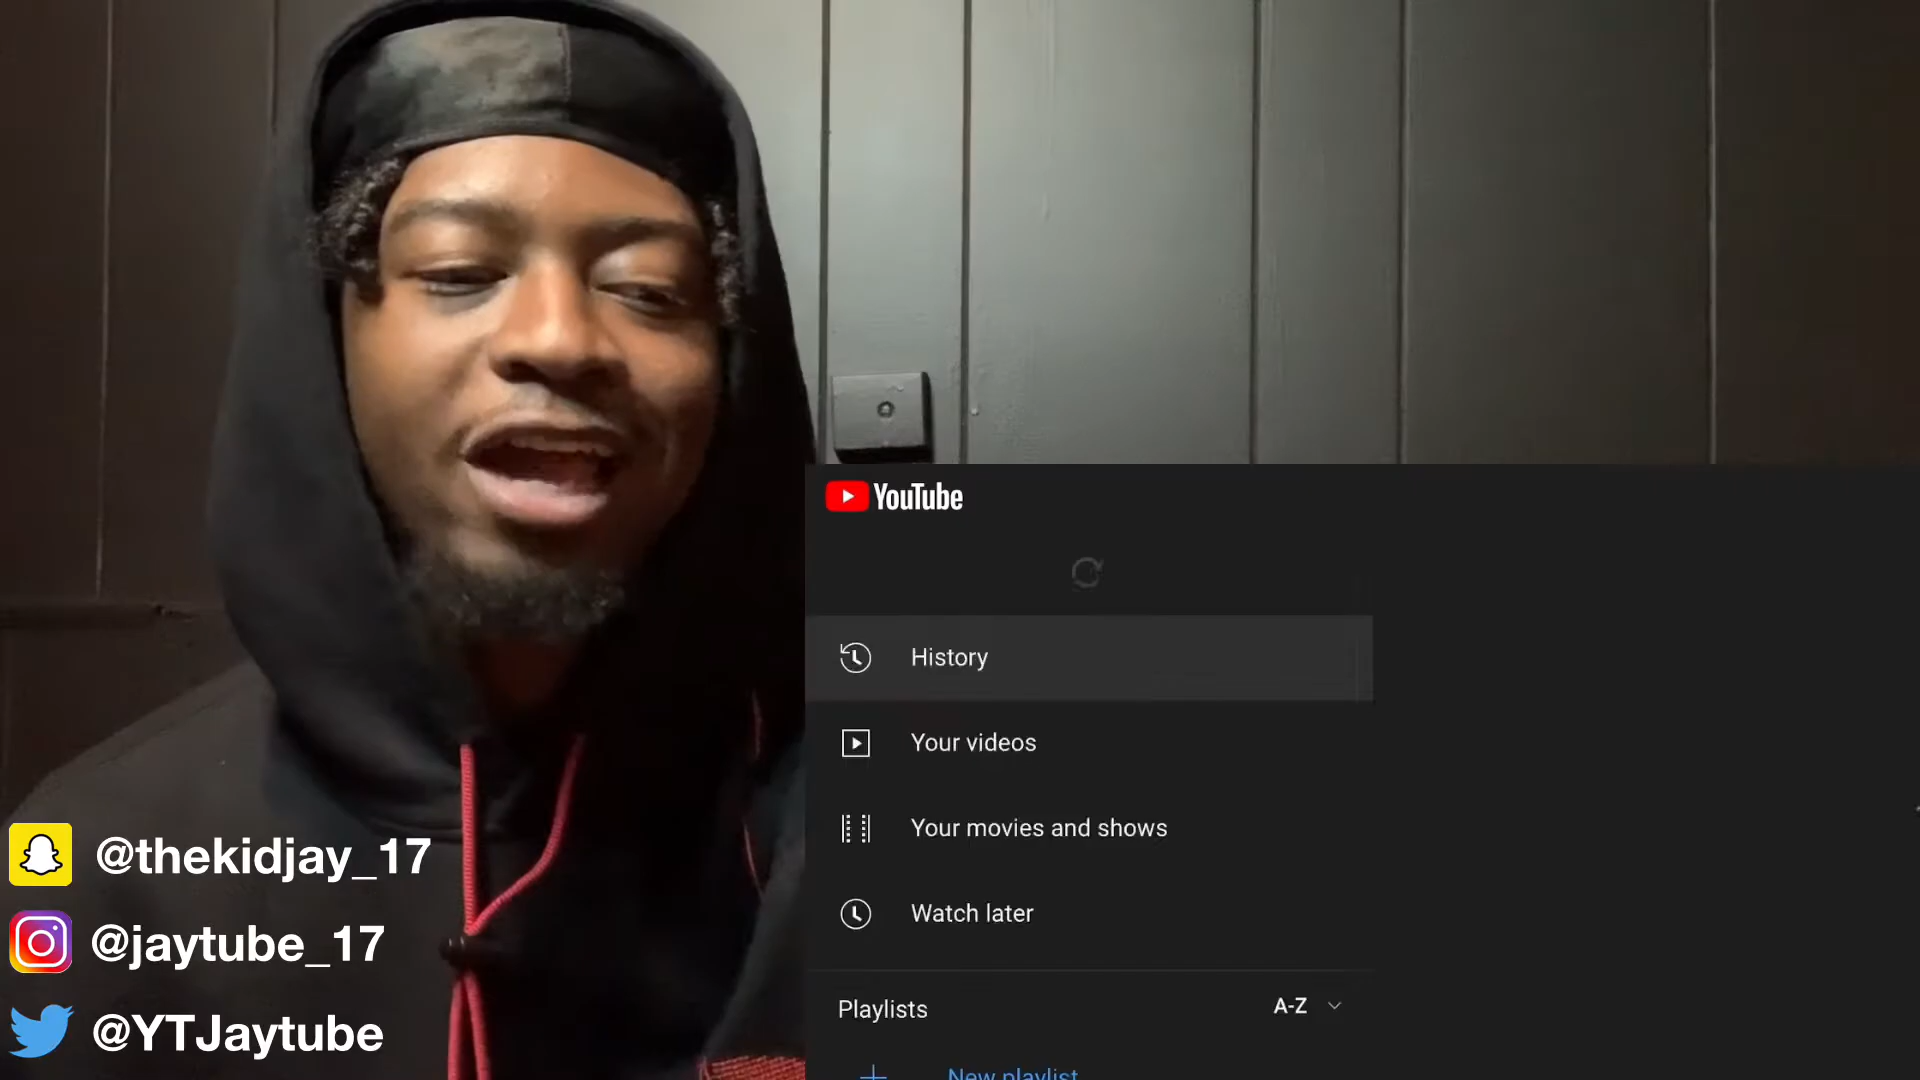 YouTube
History
Your videos
Your movies and shows
Watch later
Playlists
A-Z
New playlist
@thekidjay_17
@jaytube_17
@YTJaytube